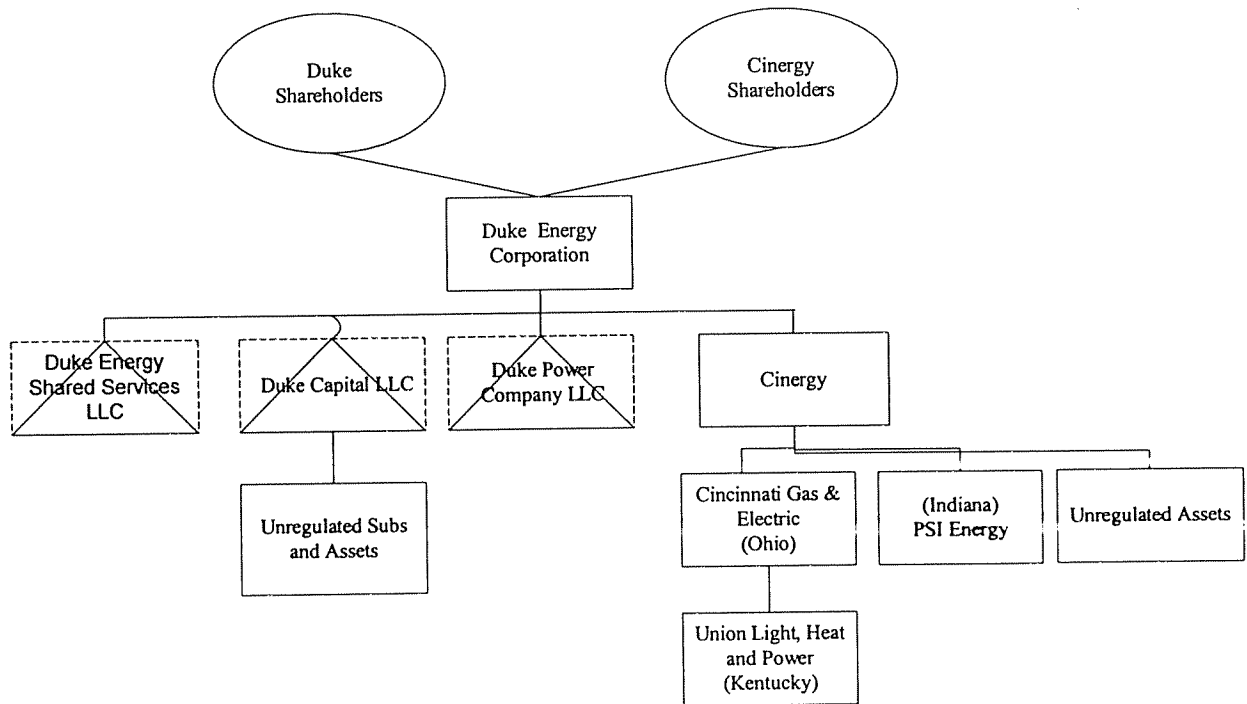 Duke
Shareholders
Cinergy
Shareholders
Duke Energy
Corporation
Duke Energy
Shared Services
LLC
Duke Capital LLC
Duke Power
Company LLC
Cinergy
Unregulated Subs
and Assets
Cincinnati Gas &
Electric
(Ohio)
(Indiana)
PSI Energy
Unregulated Assets
Union Light, Heat
and Power
(Kentucky)